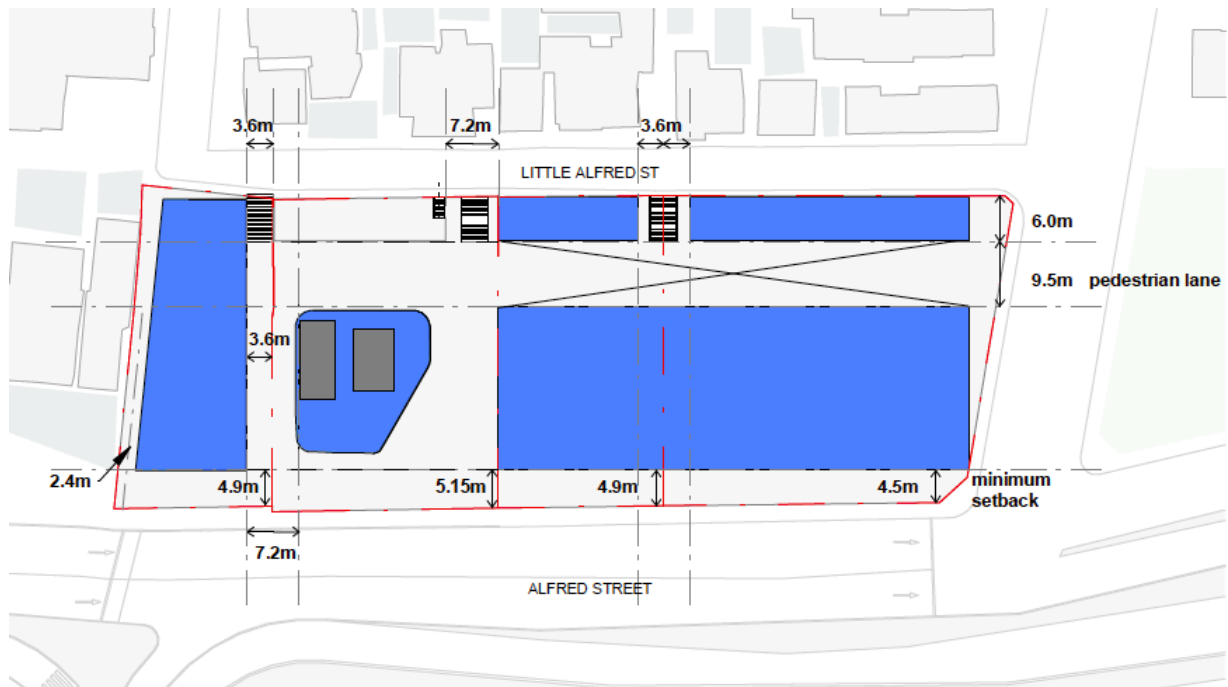 3.6m
7.2m
3.6m
LITTLE ALFRED ST
6.0m
9.5m pedestrian lane
3.6m
2.4m
4.9m
5.15m
4.9m
4.5m
minimum
setback
7.2m
ALFRED STREET